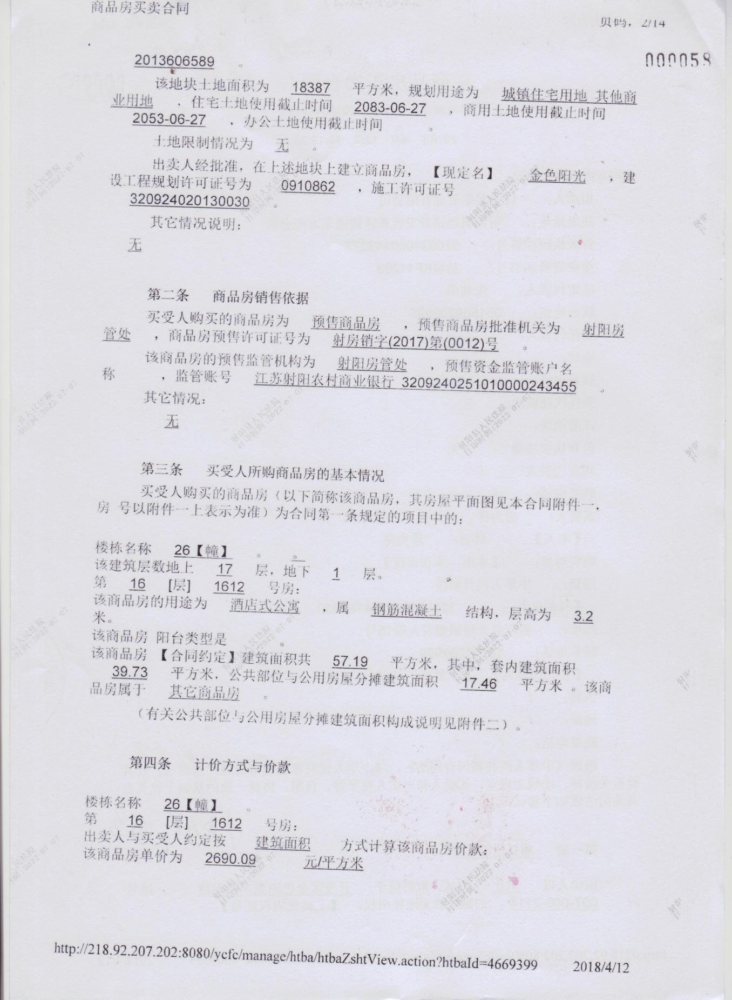 商品房买卖合同
页码，2/14
000058
2013606589 。
该地块土地面积为 18387 平方米，规划用途为 城镇住宅用地 其他商
业用地 ，住宅土地使用截止时间 2083-06-27 ，商用土地使用截止时间
2053-06-27 ，办公土地使用截止时间 。
土地限制情况为 无 。
出卖人经批准，在上述地块上建立商品房，【现定名】 金色阳光 ，建
设工程规划许可证号为 0910862 ，施工许可证号
320924020130030 。
其它情况说明：
无
第二条 商品房销售依据
买受人购买的商品房为 预售商品房 ，预售商品房批准机关为 射阳房
管处 ，商品房预售许可证号为 射房销字(2017)第(0012)号 。
该商品房的预售监管机构为 射阳房管处 ，预售资金监管账户名
称 ，监管账号 江苏射阳农村商业银行 3209240251010000243455 。
其它情况：
无
第三条 买受人所购商品房的基本情况
买受人购买的商品房（以下简称该商品房，其房屋平面图见本合同附件一，
房 号以附件一上表示为准）为合同第一条规定的项目中的：
楼栋名称 26【幢】 。 。
该建筑层数地上 17 层，地下 1 层。
第 16 [层] 1612 号房：
该商品房的用途为 酒店式公寓 ，属 钢筋混凝土 结构，层高为 3.2
米。
该商品房 阳台类型是 。
该商品房 【合同约定】建筑面积共 57.19 平方米，其中，套内建筑面积
39.73 平方米，公共部位与公用房屋分摊建筑面积 17.46 平方米 。该商
品房属于 其它商品房 。
（有关公共部位与公用房屋分摊建筑面积构成说明见附件二）。
第四条 计价方式与价款
楼栋名称 26【幢】 。
第 16 [层] 1612 号房：
出卖人与买受人约定按 建筑面积 方式计算该商品房价款：
该商品房单价为 2690.09 元/平方米
射阳县人民法院
打印时间：2022-07-07
http://218.92.207.202:8080/ycfc/manage/htba/htbaZshtView.action?htbaId=4669399
2018/4/12